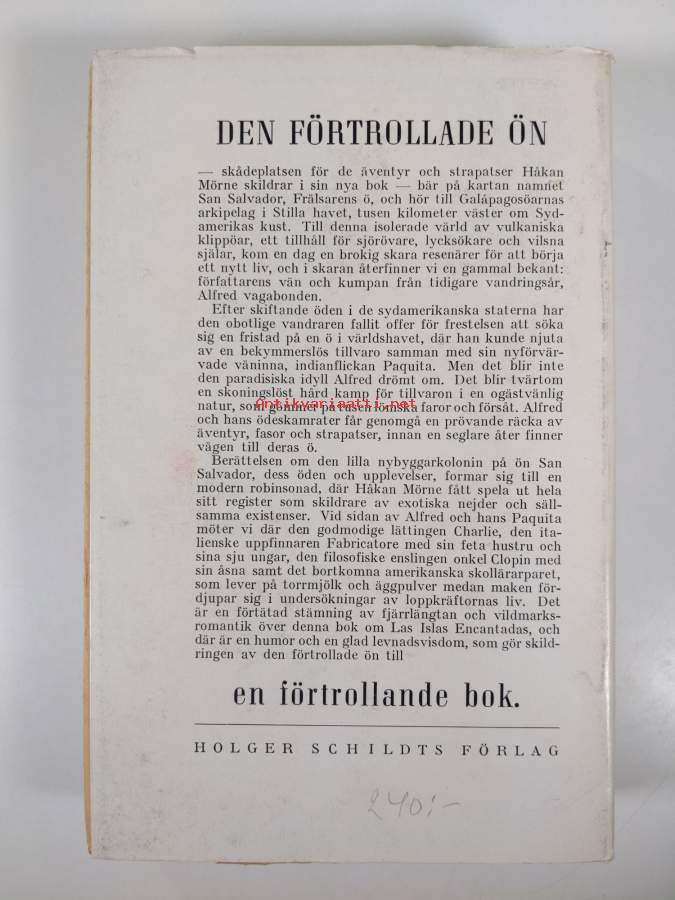 DEN FÖRTROLLADE ÖN
— skådeplatsen för de äventyr och strapatser Håkan
Mörne skildrar i sin nya bok — bär på kartan namnet
San Salvador, Frälsarens ö, och hör till Galápagosöarnas
arkipelag i Stilla havet, tusen kilometer väster om Syd-
amerikas kust. Till denna isolerade värld av vulkaniska
klippöar, ett tillhåll för sjörövare, lycksökare och vilsna
själar, kom en dag en brokig skara resenärer för att börja
ett nytt liv, och i skaran återfinner vi en gammal bekant:
författarens vän och kumpan från tidigare vandringsår,
Alfred vagabonden.
Efter skiftande öden i de sydamerikanska staterna har
den obotlige vandraren fallit offer för frestelsen att söka
sig en fristad på en ö i världshavet, där han kunde njuta
av en bekymmerslös tillvaro samman med sin nyförvär-
vade väninna, indianflickan Paquita. Men det blir inte
den paradisiska idyll Alfred drömt om. Det blir tvärtom
en skoningslöst hård kamp för tillvaron i en ogästvänlig
antikvariaatti.net
natur, som gömmer på tusen lömska faror och försåt. Alfred
och hans ödeskamrater får genomgå en prövande räcka av
äventyr, fasor och strapatser, innan en seglare åter finner
vägen till deras ö.
Berättelsen om den lilla nybyggarkolonin på ön San
Salvador, dess öden och upplevelser, formar sig till en
modern robinsonad, där Håkan Mörne fått spela ut hela
sitt register som skildrare av exotiska nejder och säll-
samma existenser. Vid sidan av Alfred och hans Paquita
möter vi där den godmodige lättingen Charlie, den ita-
lienske uppfinnaren Fabricatore med sin feta hustru och
sina sju ungar, den filosofiske enslingen onkel Clopin med
sin åsna samt det bortkomna amerikanska skollärarparet,
som lever på torrmjölk och äggpulver medan maken för-
djupar sig i undersökningar av loppkräftornas liv. Det
är en förtätad stämning av fjärrlängtan och vildmarks-
romantik över denna bok om Las Islas Encantadas, och
där är en humor och en glad levnadsvisdom, som gör skild-
ringen av den förtrollade ön till
en förtrollande bok.
HOLGER SCHILDTS FÖRLAG
240:-